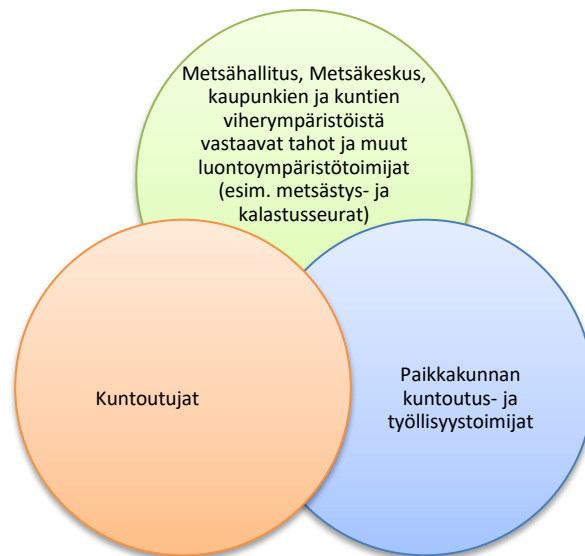 Metsähallitus, Metsäkeskus,
kaupunkien ja kuntien
viherympäristöistä
vastaavat tahot ja muut
luontoympäristötoimijat
(esim. metsästys- ja
kalastusseurat)
Kuntoutujat
Paikkakunnan
kuntoutus- ja
työllisyystoimijat